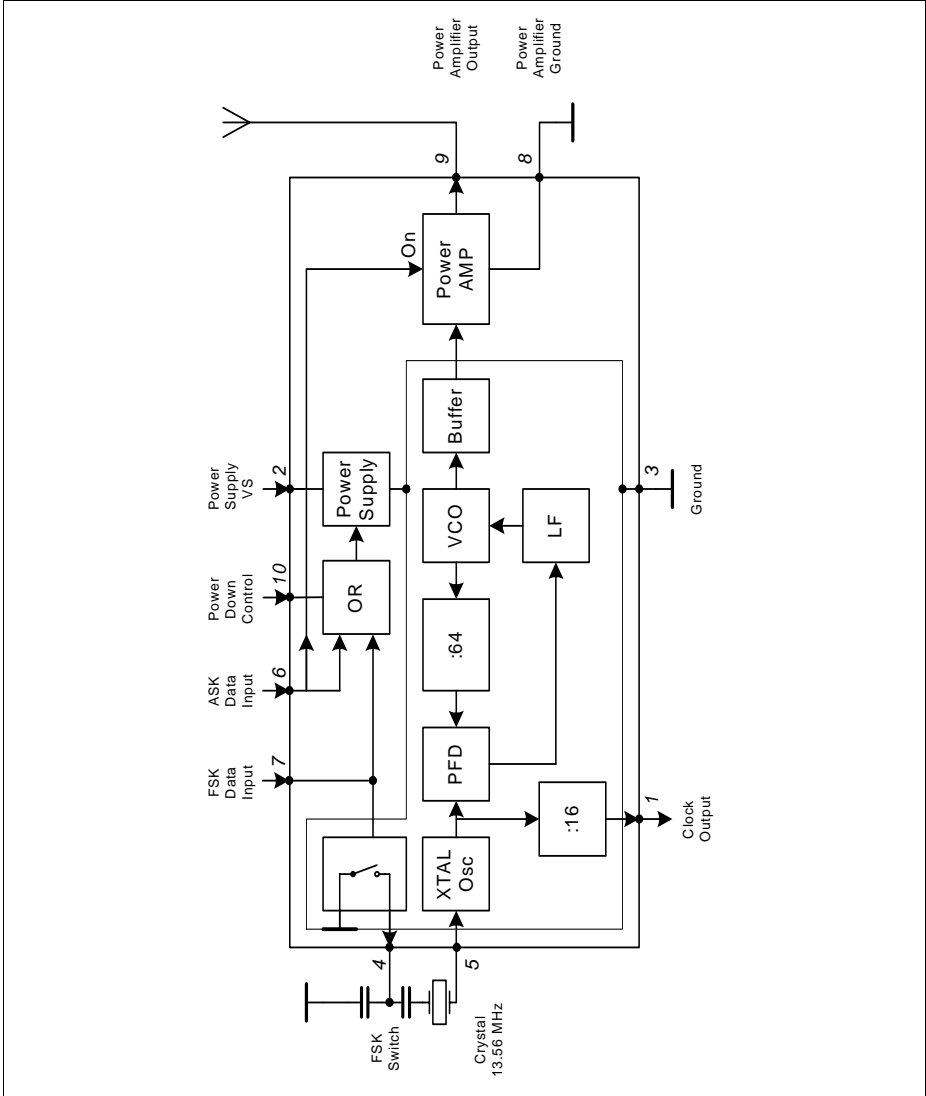 FSK
Data
Input
7
ASK
Data
Input
6
Power
Down
Control
10
Power
Supply
VS
2
Power
Amplifier
Output
9
Power
Amplifier
Ground
8
On
OR
Power
Supply
FSK
Switch
4
Crystal
13.56 MHz
5
XTAL
Osc
PFD
:64
VCO
Buffer
Power
AMP
LF
:16
1
Clock
Output
3
Ground